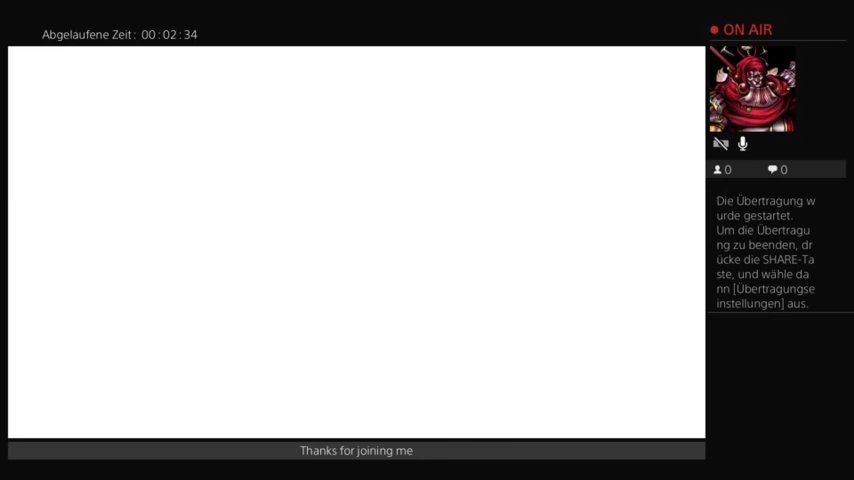 Abgelaufene Zeit: 00:02:34
ON AIR
0 0
Die Übertragung w
urde gestartet.
Um die Übertragu
ng zu beenden, dr
ücke die SHARE-Ta
ste, und wähle da
nn [Übertragungse
instellungen] aus.
Thanks for joining me